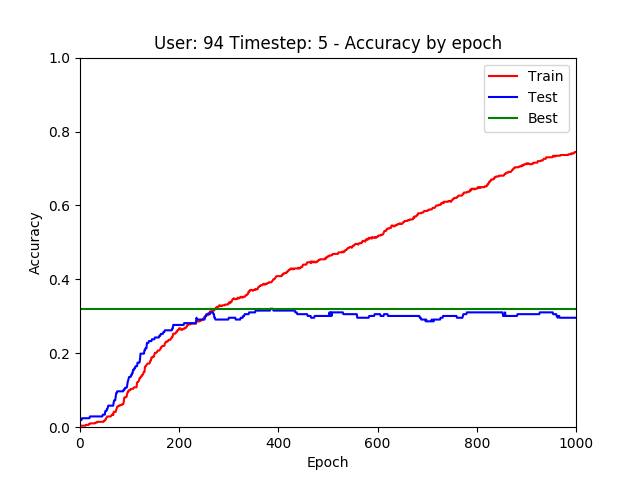 User: 94 Timestep: 5 - Accuracy by epoch
1.0
0.8
0.6
0.4
0.2
0.0
Accuracy
Train
Test
Best
0 200 400 600 800 1000
Epoch